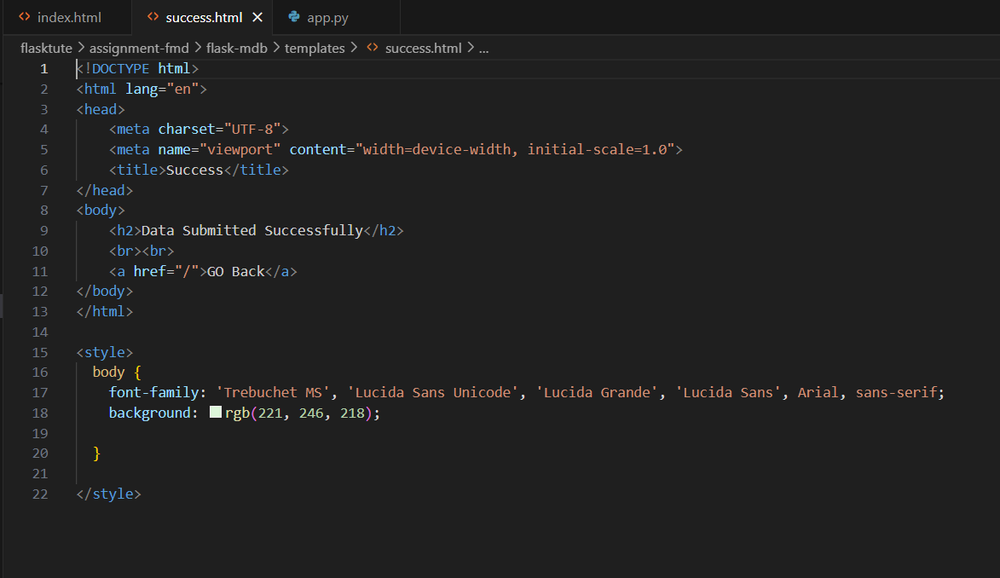 index.html success.html app.py
flasktute > assignment-fmd > flask-mdb > templates > success.html > ...
1 <!DOCTYPE html>
2 <html lang="en">
3 <head>
4     <meta charset="UTF-8">
5     <meta name="viewport" content="width=device-width, initial-scale=1.0">
6     <title>Success</title>
7 </head>
8 <body>
9     <h2>Data Submitted Successfully</h2>
10     <br><br>
11     <a href="/">GO Back</a>
12 </body>
13 </html>
14
15 <style>
16   body {
17     font-family: 'Trebuchet MS', 'Lucida Sans Unicode', 'Lucida Grande', 'Lucida Sans', Arial, sans-serif;
18     background: rgb(221, 246, 218);
19
20   }
21
22 </style>